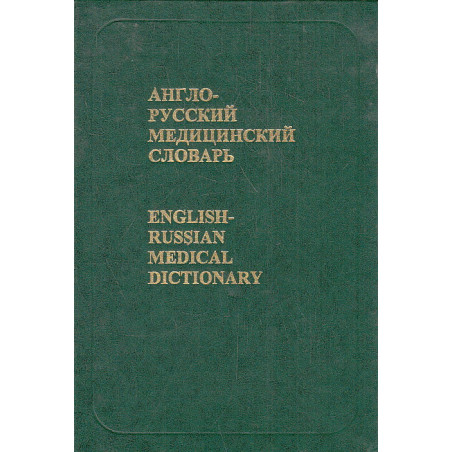 АНГЛО-
РУССКИЙ
МЕДИЦИНСКИЙ
СЛОВАРЬ
ENGLISH-
RUSSIAN
MEDICAL
DICTIONARY